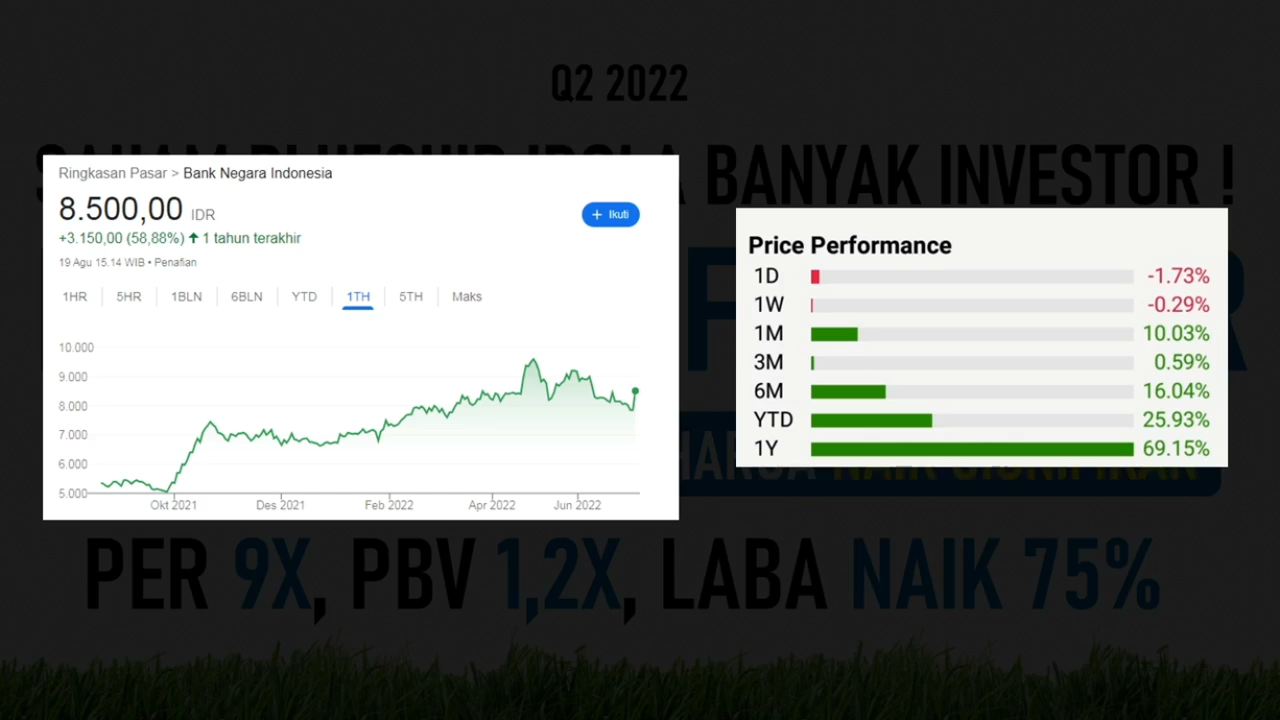 Q2 2022
BANYAK INVESTOR !
Ringkasan Pasar > Bank Negara Indonesia
8.500,00 IDR
+ Ikuti
+3.150,00 (58,88%) ↑ 1 tahun terakhir
19 Agu 15.14 WIB • Penafian
1HR 5HR 1BLN 6BLN YTD 1TH 5TH Maks
10.000
9.000
8.000
7.000
6.000
5.000
Okt 2021 Des 2021 Feb 2022 Apr 2022 Jun 2022
Price Performance
1D -1.73%
1W -0.29%
1M 10.03%
3M 0.59%
6M 16.04%
YTD 25.93%
1Y 69.15%
PER 9X, PBV 1,2X, LABA NAIK 75%